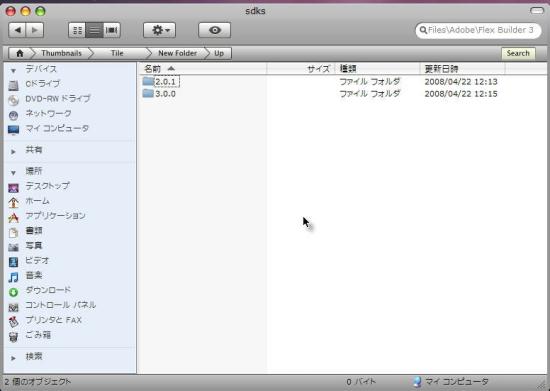 sdks
Files\Adobe\Flex Builder 3
Thumbnails Tile New Folder Up Search
名前 サイズ 種類 更新日時
2.0.1 ファイル フォルダ 2008/04/22 12:13
3.0.0 ファイル フォルダ 2008/04/22 12:15
デバイス
Cドライブ
DVD-RW ドライブ
ネットワーク
マイ コンピュータ
共有
場所
デスクトップ
ホーム
アプリケーション
書類
写真
ビデオ
音楽
ダウンロード
コントロール パネル
プリンタと FAX
ごみ箱
検索
2 個のオブジェクト 0 バイト マイ コンピュータ